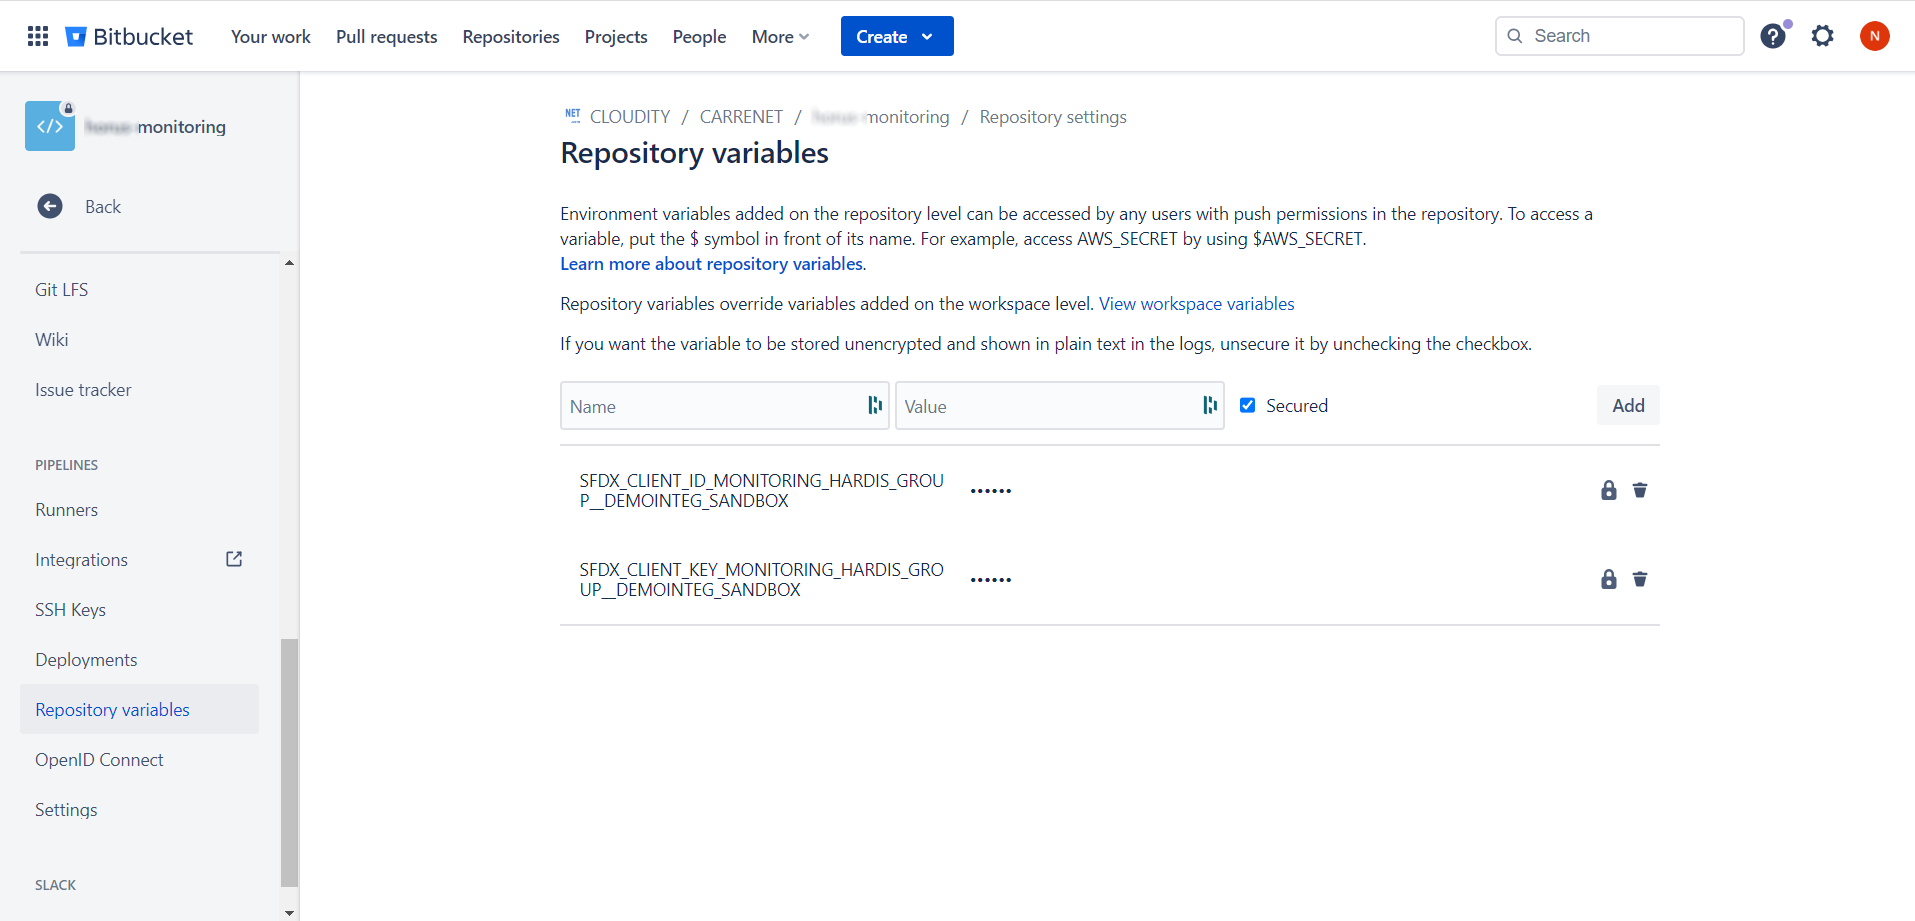 Bitbucket
Your work
Pull requests
Repositories
Projects
People
More
Create
Search
?
N
</>
monitoring
Back
Git LFS
Wiki
Issue tracker
PIPELINES
Runners
Integrations
SSH Keys
Deployments
Repository variables
OpenID Connect
Settings
SLACK
NET CLOUDITY / CARRENET / monitoring / Repository settings
Repository variables
Environment variables added on the repository level can be accessed by any users with push permissions in the repository. To access a
variable, put the $ symbol in front of its name. For example, access AWS_SECRET by using $AWS_SECRET.
Learn more about repository variables.
Repository variables override variables added on the workspace level. View workspace variables
If you want the variable to be stored unencrypted and shown in plain text in the logs, unsecure it by unchecking the checkbox.
Name
Value
Secured
Add
SFDX_CLIENT_ID_MONITORING_HARDIS_GROU
P__DEMOINTEG_SANDBOX
••••••
SFDX_CLIENT_KEY_MONITORING_HARDIS_GRO
UP__DEMOINTEG_SANDBOX
••••••